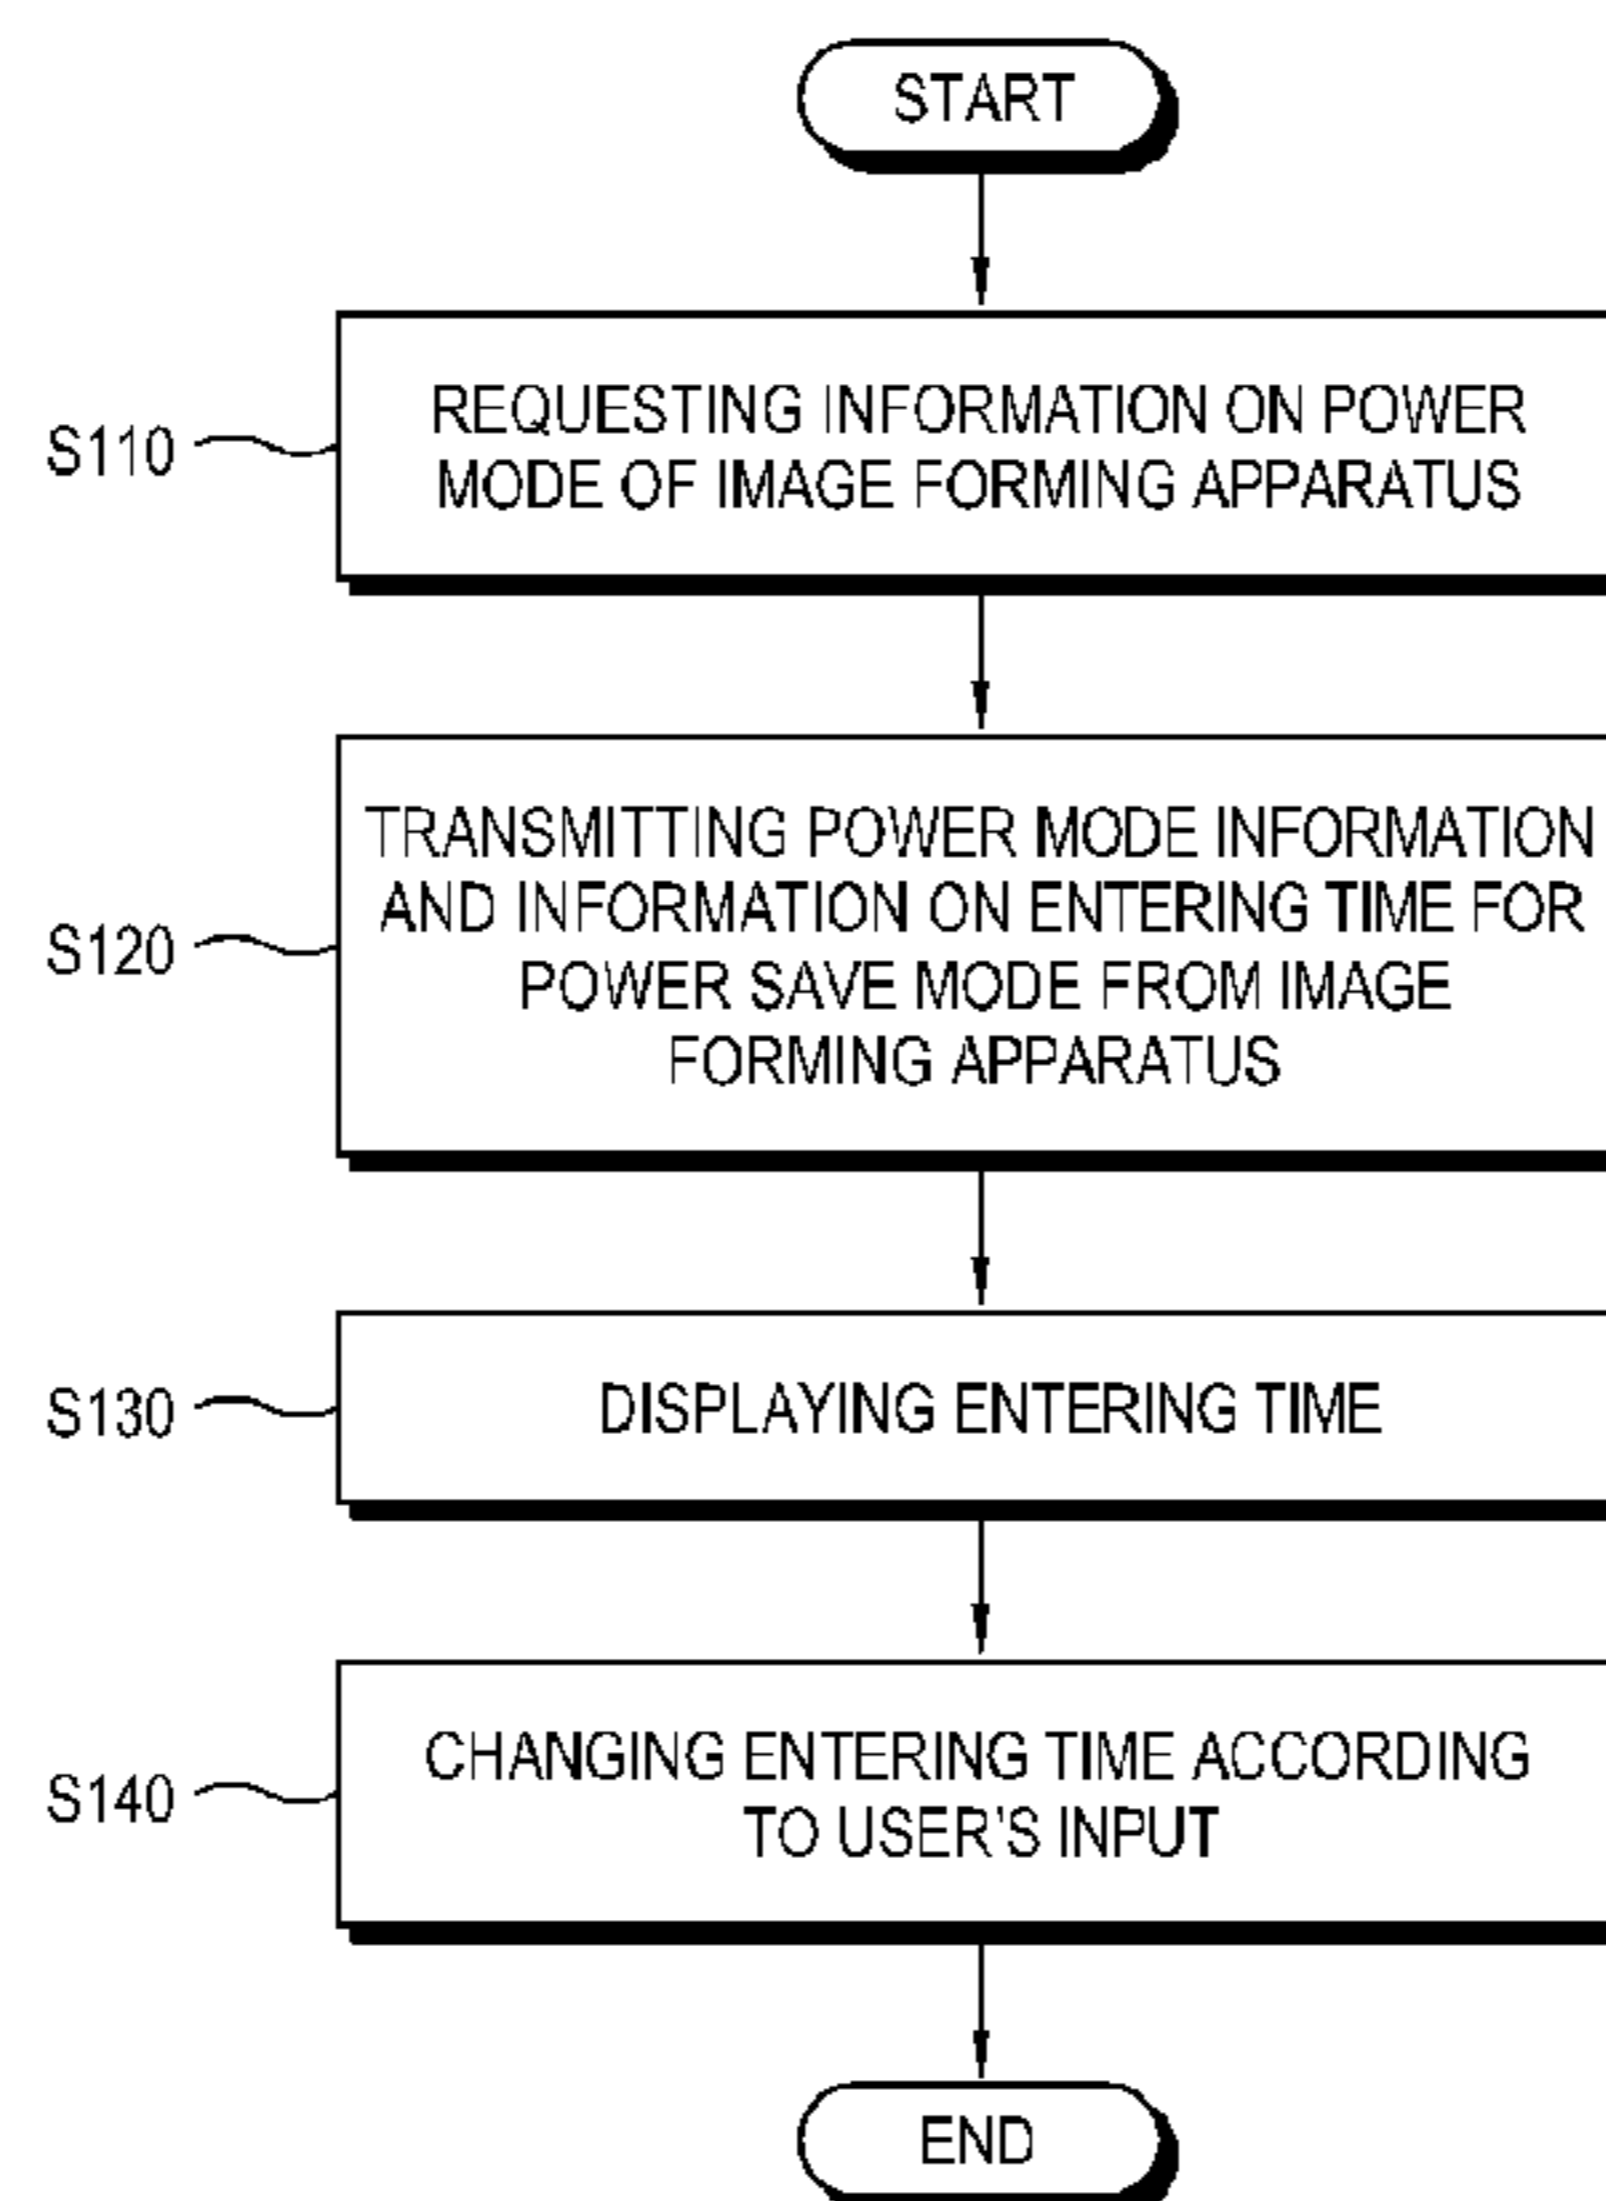 START
S110
REQUESTING INFORMATION ON POWER
MODE OF IMAGE FORMING APPARATUS
S120
TRANSMITTING POWER MODE INFORMATION
AND INFORMATION ON ENTERING TIME FOR
POWER SAVE MODE FROM IMAGE
FORMING APPARATUS
S130
DISPLAYING ENTERING TIME
S140
CHANGING ENTERING TIME ACCORDING
TO USER'S INPUT
END